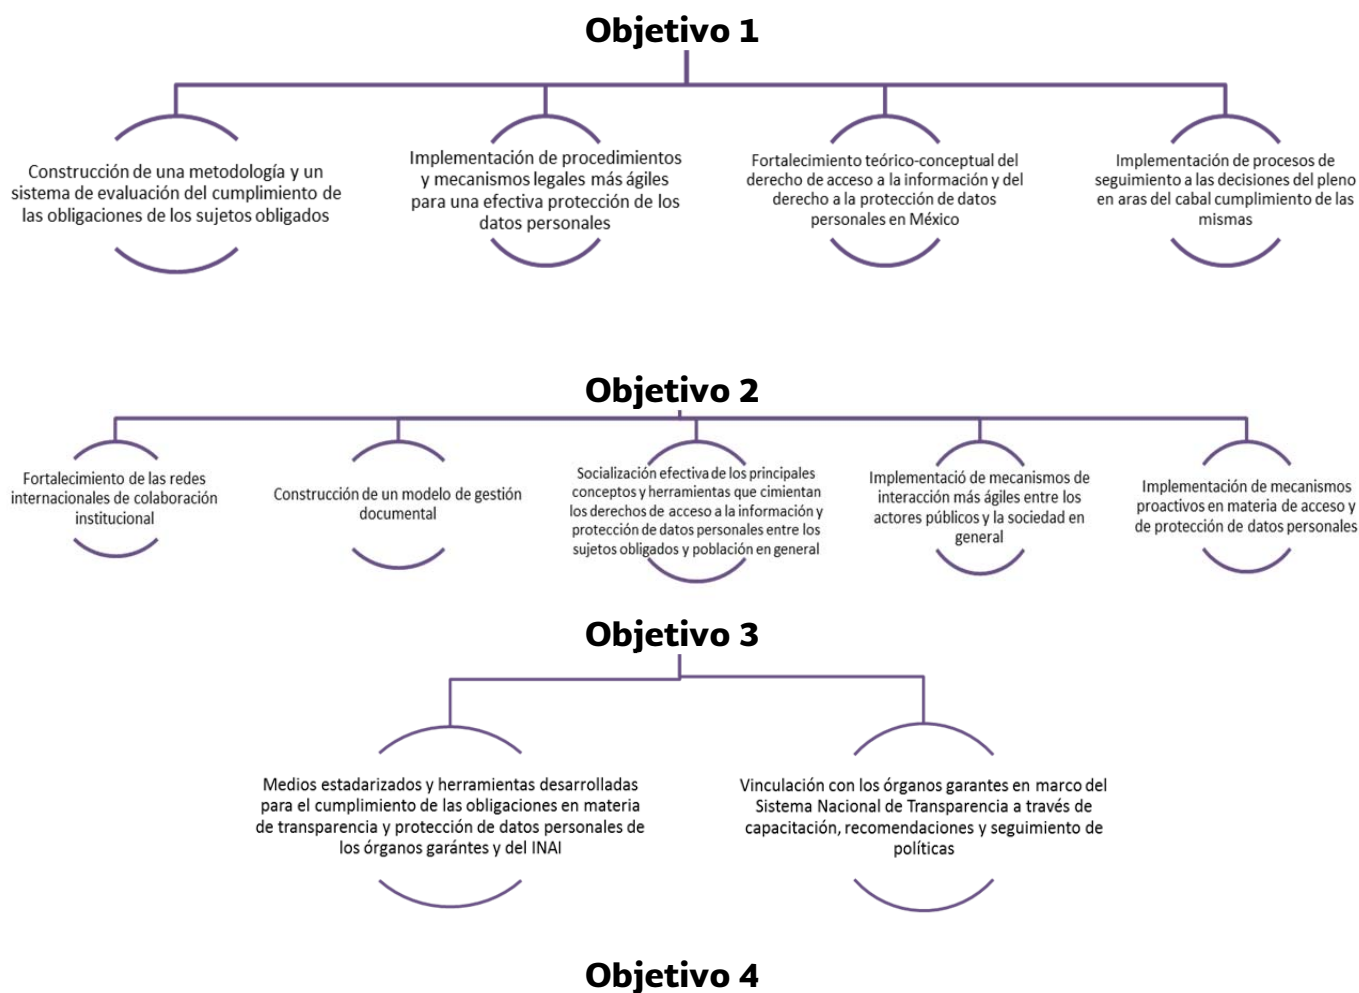 Objetivo 1
Construcción de una metodología y un
sistema de evaluación del cumplimiento de
las obligaciones de los sujetos obligados
Implementación de procedimientos
y mecanismos legales más ágiles
para una efectiva protección de los
datos personales
Fortalecimiento teórico-conceptual del
derecho de acceso a la información y del
derecho a la protección de datos
personales en México
Implementación de procesos de
seguimiento a las decisiones del pleno
en aras del cabal cumplimiento de las
mismas
Objetivo 2
Fortalecimiento de las redes
internacionales de colaboración
institucional
Construcción de un modelo de gestión
documental
Socialización efectiva de los principales
conceptos y herramientas que cimientan
los derechos de acceso a la información y
protección de datos personales entre los
sujetos obligados y población en general
Implementació de mecanismos de
interacción más ágiles entre los
actores públicos y la sociedad en
general
Implementación de mecanismos
proactivos en materia de acceso y
de protección de datos personales
Objetivo 3
Medios estadarizados y herramientas desarrolladas
para el cumplimiento de las obligaciones en materia
de transparencia y protección de datos personales de
los órganos garántes y del INAI
Vinculación con los órganos garantes en marco del
Sistema Nacional de Transparencia a través de
capacitación, recomendaciones y seguimiento de
políticas
Objetivo 4